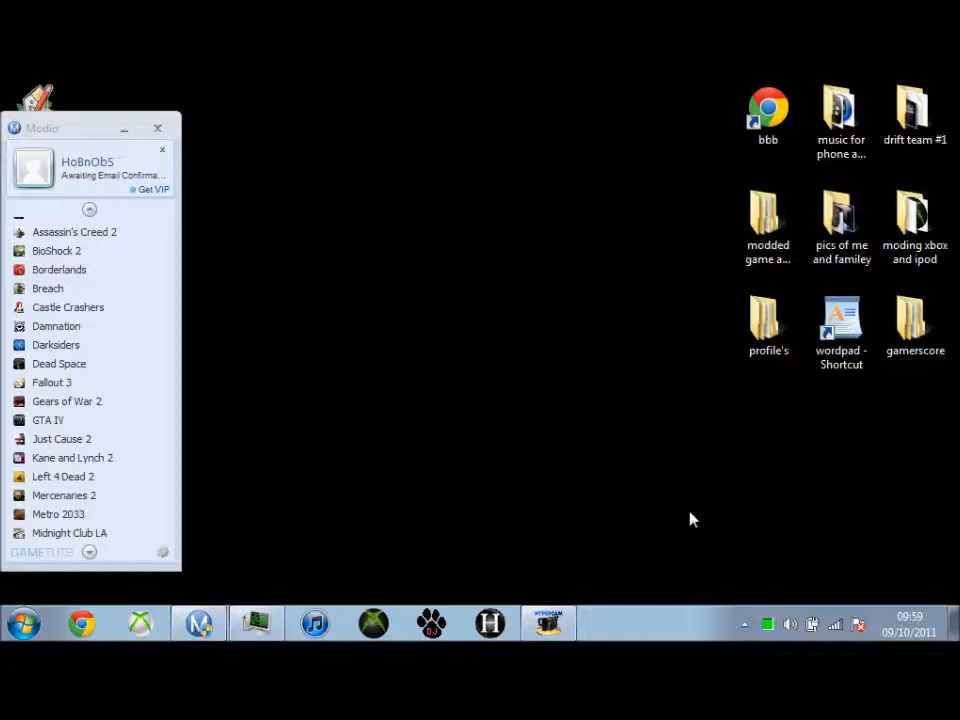 Modio
HoBnObS
Awaiting Email Confirma...
Get VIP
Assassin's Creed 2
BioShock 2
Borderlands
Breach
Castle Crashers
Damnation
Darksiders
Dead Space
Fallout 3
Gears of War 2
GTA IV
Just Cause 2
Kane and Lynch 2
Left 4 Dead 2
Mercenaries 2
Metro 2033
Midnight Club LA
GAMETUTS
bbb
music for
phone a...
drift team #1
modded
game a...
pics of me
and familey
moding xbox
and ipod
profile's
wordpad -
Shortcut
gamerscore
DJ
H
HYPERCAM
09:59
09/10/2011